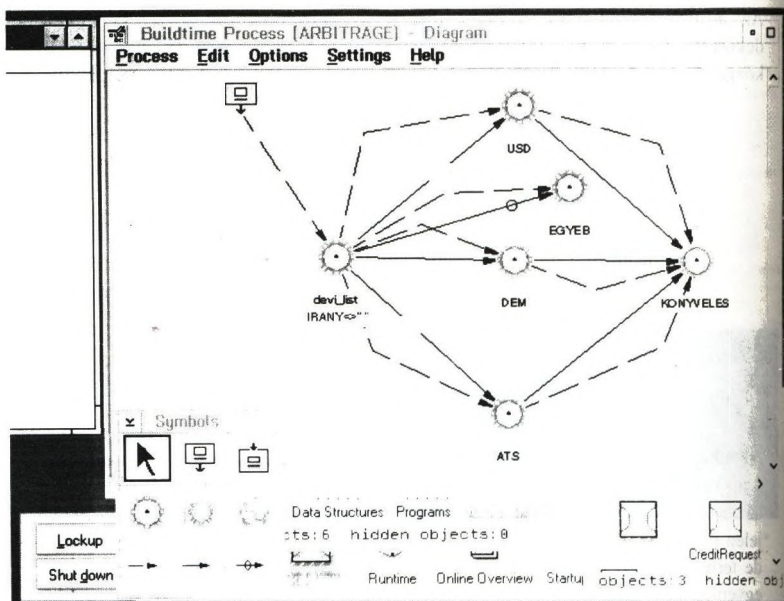 Buildtime Process [ARBITRAGE] - Diagram
Process Edit Options Settings Help
USD
EGYEB
devi_list
IRANY<>""
DEM
KONYVELES
ATS
Symbols
Data Structures Programs
cts:6 hidden objects:0
Lockup
CreditRequest
Shut down
Runtime Online Overview Startu
objects:3 hidden obj